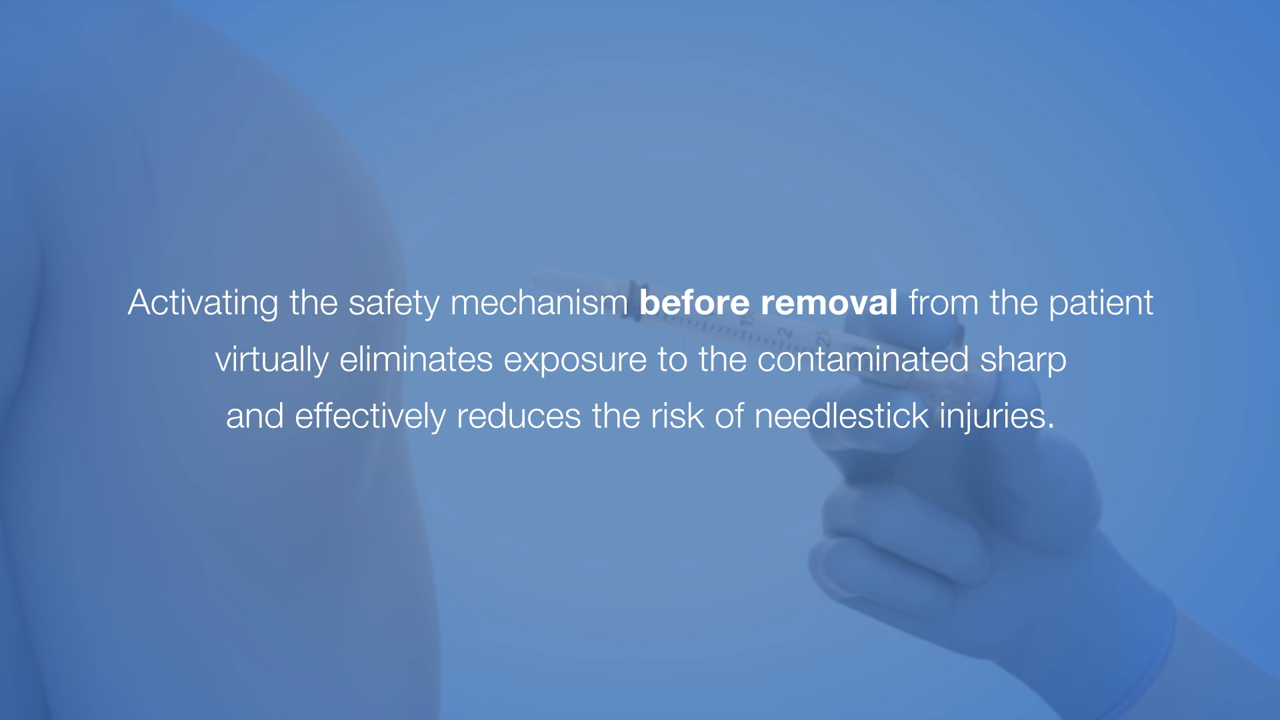 Activating the safety mechanism before removal from the patient
virtually eliminates exposure to the contaminated sharp
and effectively reduces the risk of needlestick injuries.